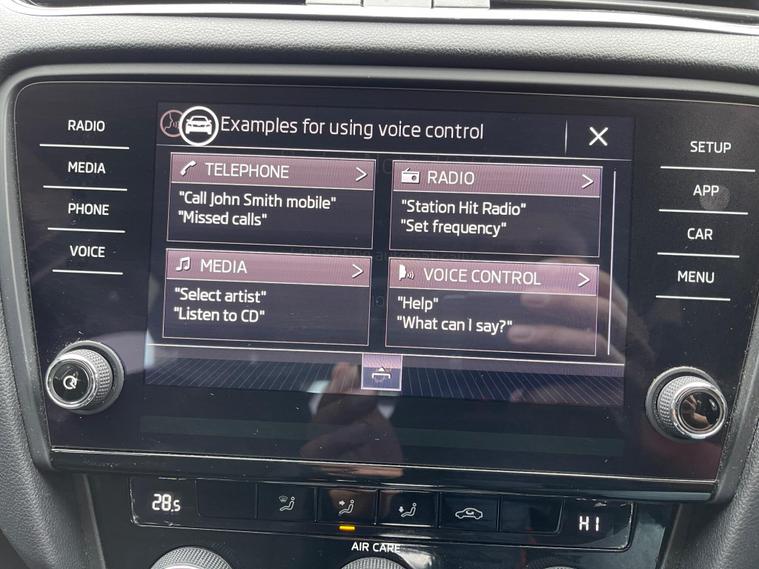 RADIO
MEDIA
PHONE
VOICE
Examples for using voice control
TELEPHONE
"Call John Smith mobile"
"Missed calls"
RADIO
"Station Hit Radio"
"Set frequency"
MEDIA
"Select artist"
"Listen to CD"
VOICE CONTROL
"Help"
"What can I say?"
SETUP
APP
CAR
MENU
28.5
HI
AIR CARE